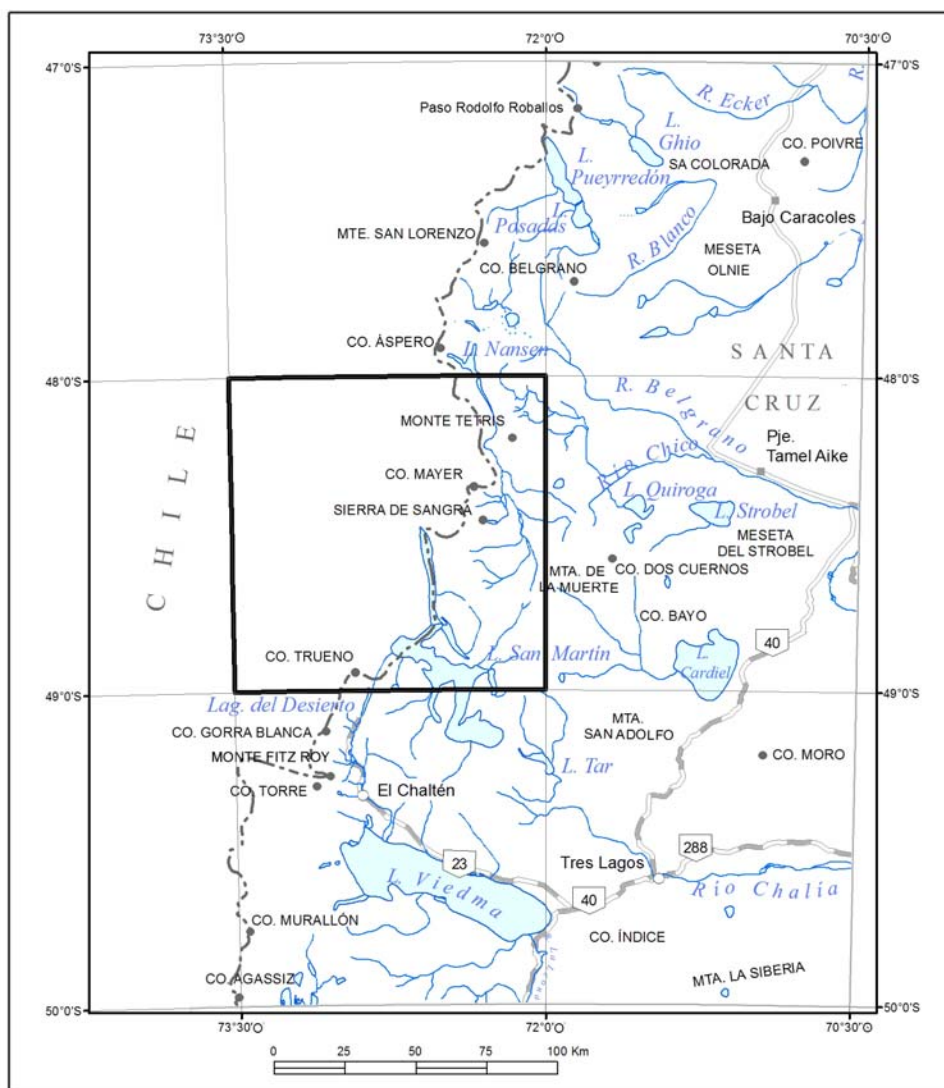 73°30'O 72°0'O 70°30'O
47°0'S 47°0'S
Paso Rodolfo Roballos
R. Ecker
R.
L.
Ghio
CO. POIVRE
SA COLORADA
L.
Pueyrredón
Bajo Caracoles
L.
Posadas
MTE. SAN LORENZO
R. Blanco
MESETA
OLNIE
CO. BELGRANO
CO. ÁSPERO
L. Nansen
SANTA
CRUZ
48°0'S 48°0'S
R. Belgrano
MONTE TETRIS
Pje.
Tamel Aike
CHILE
Río Chico
CO. MAYER
L. Quiroga
SIERRA DE SANGRA
L. Strobel
MESETA
DEL STROBEL
MTA. DE
LA MUERTE
CO. DOS CUERNOS
CO. BAYO
40
CO. TRUENO
L. San Martín
L.
Cardiel
49°0'S 49°0'S
Lag. del Desierto
CO. GORRA BLANCA
MTA.
SAN ADOLFO
MONTE FITZ ROY
CO. MORO
L. Tar
CO. TORRE
El Chaltén
23
Tres Lagos
288
L. Viedma
40
Río Chalía
CO. MURALLÓN
CO. ÍNDICE
CO. AGASSIZ
MTA. LA SIBERIA
50°0'S 50°0'S
73°30'O 72°0'O 70°30'O
0 25 50 75 100 Km